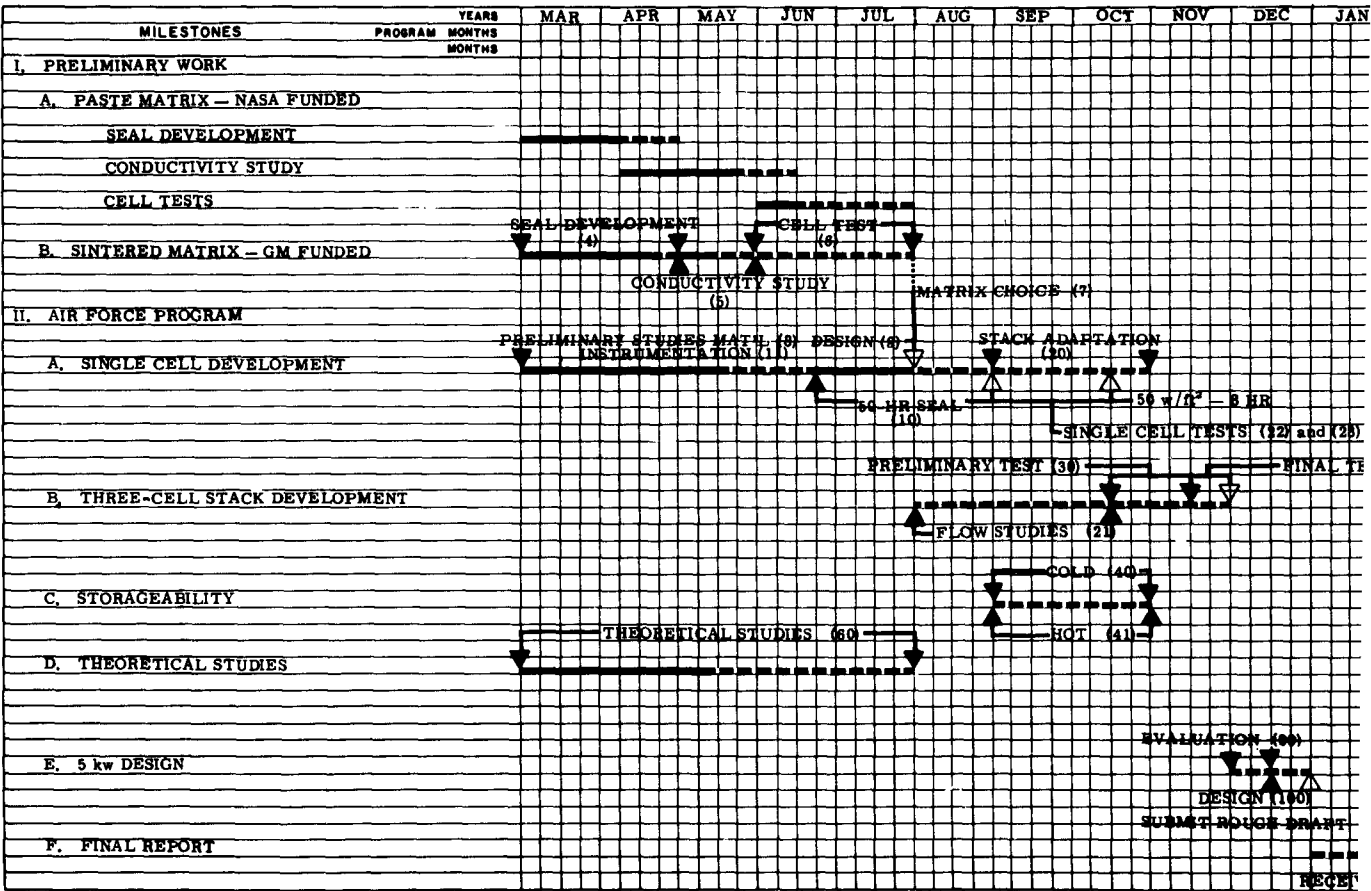 YEARS MAR APR MAY JUN JUL AUG SEP OCT NOV DEC JAN
MILESTONES PROGRAM MONTHS
MONTHS
I. PRELIMINARY WORK
A. PASTE MATRIX — NASA FUNDED
SEAL DEVELOPMENT
CONDUCTIVITY STUDY
CELL TESTS
SEAL DEVELOPMENT CELL TEST
(4) (6)
B. SINTERED MATRIX — GM FUNDED
CONDUCTIVITY STUDY
(5)
MATRIX CHOICE (7)
II. AIR FORCE PROGRAM
PRELIMINARY STUDIES MAT'L DESIGN STACK ADAPTATION
INSTRUMENTATION (11) (20)
A. SINGLE CELL DEVELOPMENT
50-HR SEAL 50 w/ft² — 8 HR
(10)
SINGLE CELL TESTS (22) and (23)
PRELIMINARY TEST (30) FINAL TE
B. THREE-CELL STACK DEVELOPMENT
FLOW STUDIES (21)
COLD (40)
C. STORAGEABILITY
THEORETICAL STUDIES (60) HOT (41)
D. THEORETICAL STUDIES
EVALUATION
E. 5 kw DESIGN
DESIGN (100)
SUBMIT ROUGH DRAFT
F. FINAL REPORT
RECE